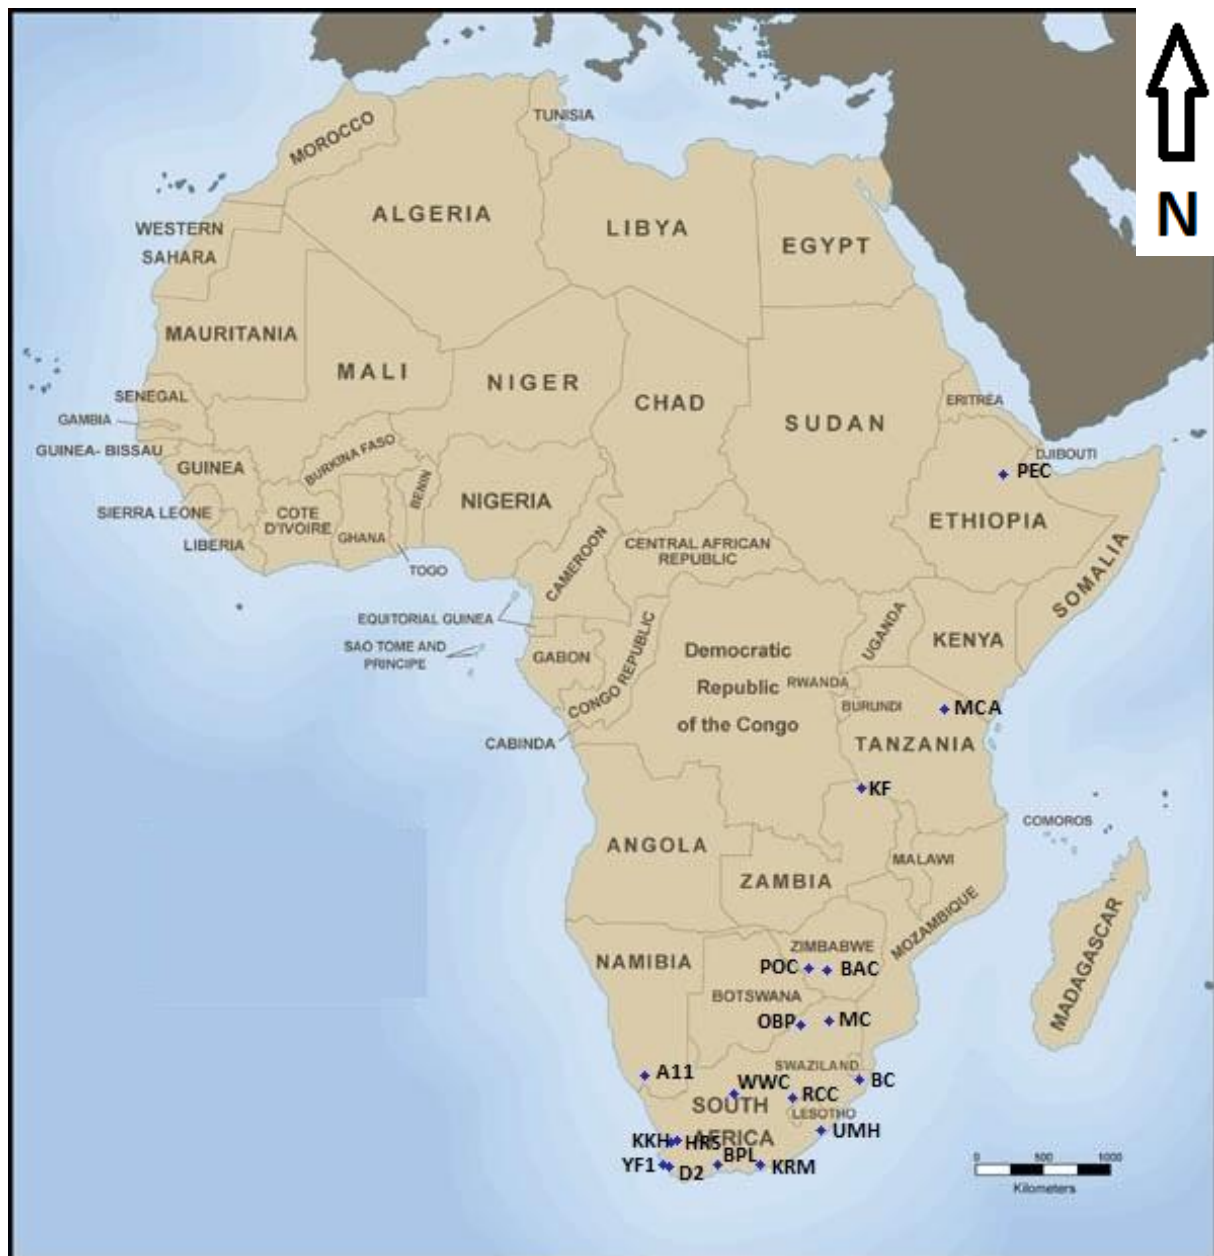 N
TUNISIA
MOROCCO
ALGERIA
LIBYA
EGYPT
WESTERN
SAHARA
MAURITANIA
MALI
NIGER
CHAD
SUDAN
ERITREA
SENEGAL
GAMBIA
GUINEA- BISSAU
GUINEA
BURKINA FASO
BENIN
NIGERIA
DJIBOUTI
PEC
ETHIOPIA
SOMALIA
SIERRA LEONE
COTE
D'IVOIRE
GHANA
LIBERIA
TOGO
CAMEROON
CENTRAL AFRICAN
REPUBLIC
EQUITORIAL GUINEA
SAO TOME AND
PRINCIPE
GABON
CONGO REPUBLIC
Democratic
Republic
of the Congo
UGANDA
KENYA
RWANDA
BURUNDI
MCA
CABINDA
TANZANIA
KF
COMOROS
ANGOLA
MALAWI
ZAMBIA
MOZAMBIQUE
MADAGASCAR
ZIMBABWE
NAMIBIA
POC
BAC
BOTSWANA
OBP
MC
SWAZILAND
A11
WWC
BC
RCC
SOUTH
AFRICA
LESOTHO
UMH
KKH
HRS
BPL
YF1
D2
KRM
0 500 1000
Kilometers